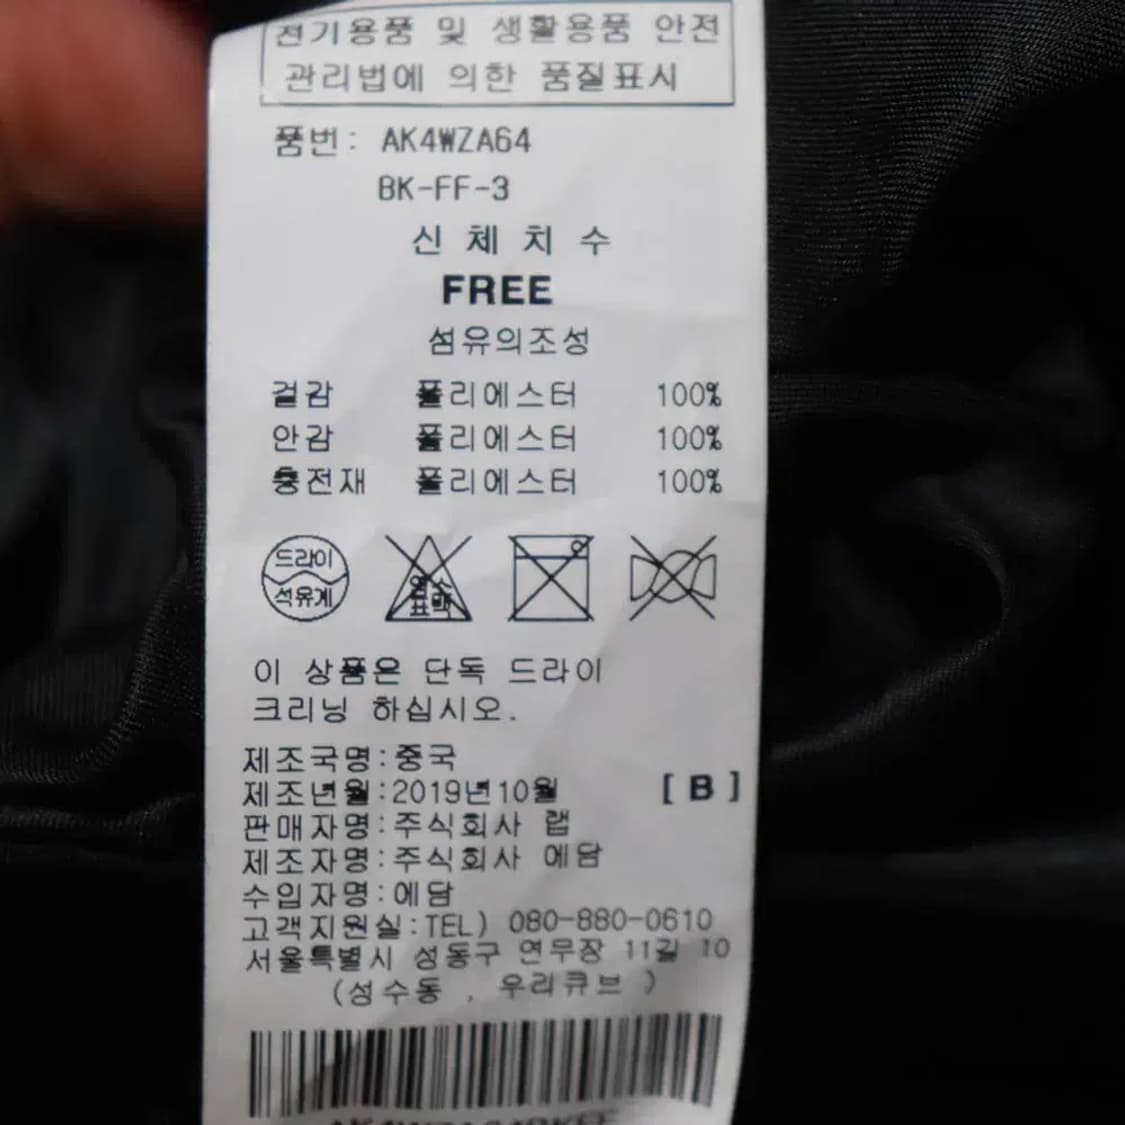 전기용품 및 생활용품 안전
관리법에 의한 품질표시
품번: AK4WZA64
BK-FF-3
신체치수
FREE
섬유의조성
겉감 폴리에스터 100%
안감 폴리에스터 100%
충전재 폴리에스터 100%
드라이
석유계
염소
표백
이 상품은 단독 드라이
크리닝 하십시오.
제조국명:중국
제조년월:2019년10월 [ B ]
판매자명:주식회사 랩
제조자명:주식회사 에담
수입자명:에담
고객지원실:TEL) 080-880-0610
서울특별시 성동구 연무장 11길 10
(성수동 , 우리큐브 )